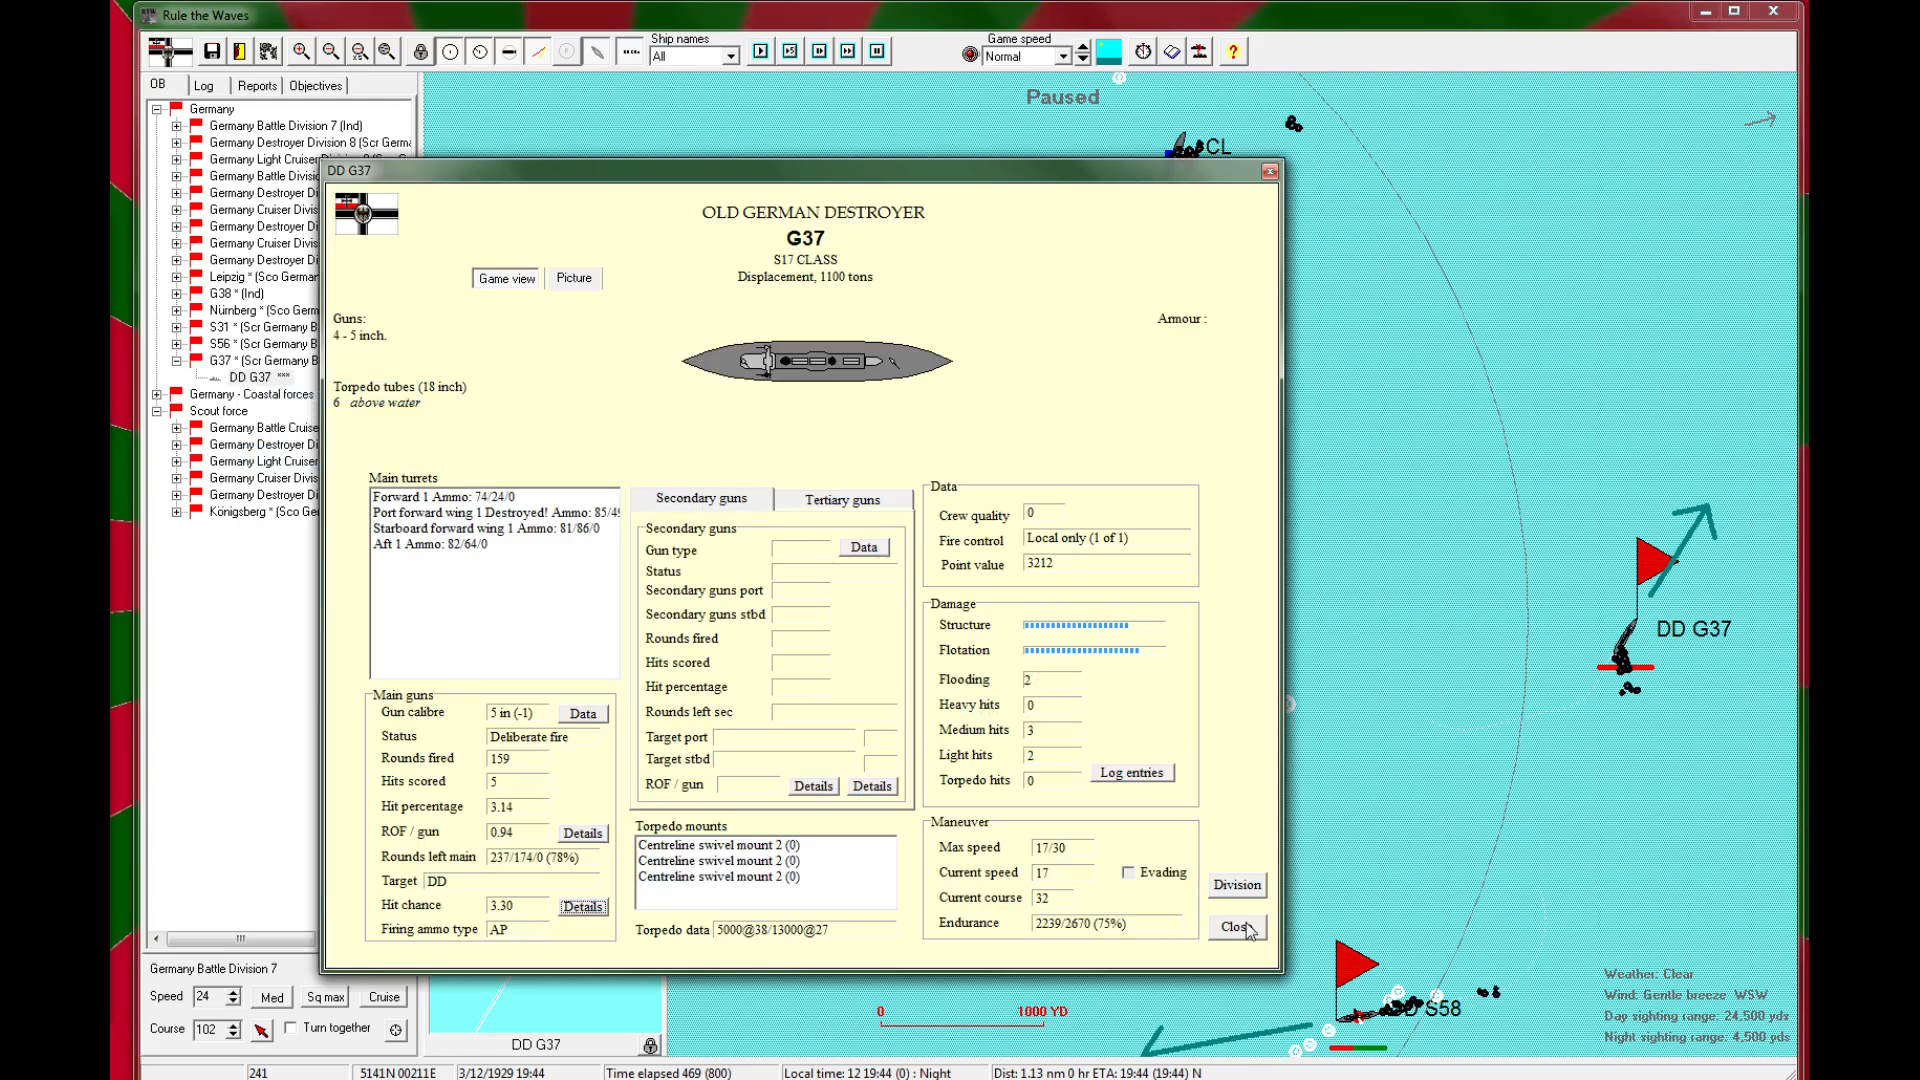 Rule the Waves
Ship names
All
Game speed
Normal
OB
Log
Reports
Objectives
Germany
Germany Battle Division 7 (Ind)
Germany Destroyer Division 8 (Scr Germa
Germany Light Cruiser
Germany Battle Divisio
Germany Destroyer Di
Germany Cruiser Divis
Germany Destroyer Di
Germany Cruiser Divis
Germany Destroyer Di
Leipzig * (Sco German
G38 * (Ind)
Nürnberg * (Sco Germ
S31 * (Scr Germany B
S56 * (Scr Germany B
G37 * (Scr Germany B
DD G37 ***
Germany - Coastal forces
Scout force
Germany Battle Cruise
Germany Destroyer Di
Germany Light Cruiser
Germany Cruiser Divis
Germany Destroyer Di
Königsberg * (Sco Ger
Paused
CL
DD G37
OLD GERMAN DESTROYER
G37
S17 CLASS
Displacement, 1100 tons
Game view
Picture
Guns:
4 - 5 inch.
Armour :
Torpedo tubes (18 inch)
6 above water
Main turrets
Forward 1 Ammo: 74/24/0
Port forward wing 1 Destroyed! Ammo: 85/4
Starboard forward wing 1 Ammo: 81/86/0
Aft 1 Ammo: 82/64/0
Main guns
Gun calibre 5 in (-1) Data
Status Deliberate fire
Rounds fired 159
Hits scored 5
Hit percentage 3.14
ROF / gun 0.94 Details
Rounds left main 237/174/0 (78%)
Target DD
Hit chance 3.30 Details
Firing ammo type AP
Secondary guns
Tertiary guns
Secondary guns
Gun type Data
Status
Secondary guns port
Secondary guns stbd
Rounds fired
Hits scored
Hit percentage
Rounds left sec
Target port
Target stbd
ROF / gun Details Details
Torpedo mounts
Centreline swivel mount 2 (0)
Centreline swivel mount 2 (0)
Centreline swivel mount 2 (0)
Torpedo data 5000@38/13000@27
Data
Crew quality 0
Fire control Local only (1 of 1)
Point value 3212
Damage
Structure
Flotation
Flooding 2
Heavy hits 0
Medium hits 3
Light hits 2
Torpedo hits 0
Log entries
Maneuver
Max speed 17/30
Current speed 17
Evading
Current course 32
Endurance 2239/2670 (75%)
Division
Clos
DD G37
S58
Germany Battle Division 7
Speed 24 Med Sq max Cruise
Course 102 Turn together
DD G37
0 1000 YD
Weather: Clear
Wind: Gentle breeze WSW
Day sighting range: 24,500 yds
Night sighting range: 4,500 yds
241
5141N 00211E
3/12/1929 19:44
Time elapsed 469 (800)
Local time: 12 19:44 (0) : Night
Dist: 1.13 nm 0 hr ETA: 19:44 (19:44) N